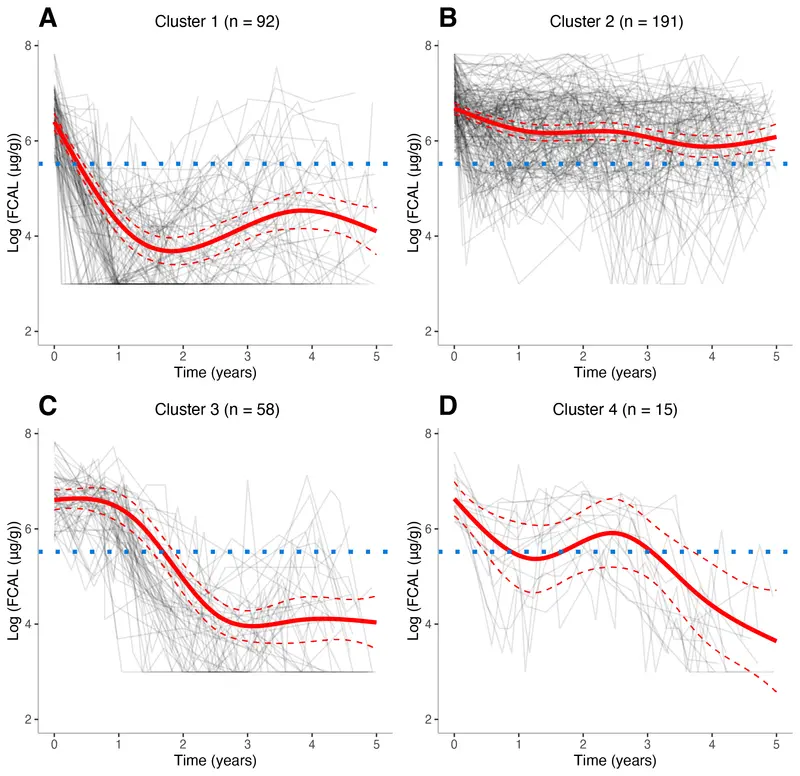 A
Cluster 1 (n = 92)
8
6
4
2
Log (FCAL (µg/g))
0 1 2 3 4 5
Time (years)
B
Cluster 2 (n = 191)
8
6
4
2
Log (FCAL (µg/g))
0 1 2 3 4 5
Time (years)
C
Cluster 3 (n = 58)
8
6
4
2
Log (FCAL (µg/g))
0 1 2 3 4 5
Time (years)
D
Cluster 4 (n = 15)
8
6
4
2
Log (FCAL (µg/g))
0 1 2 3 4 5
Time (years)